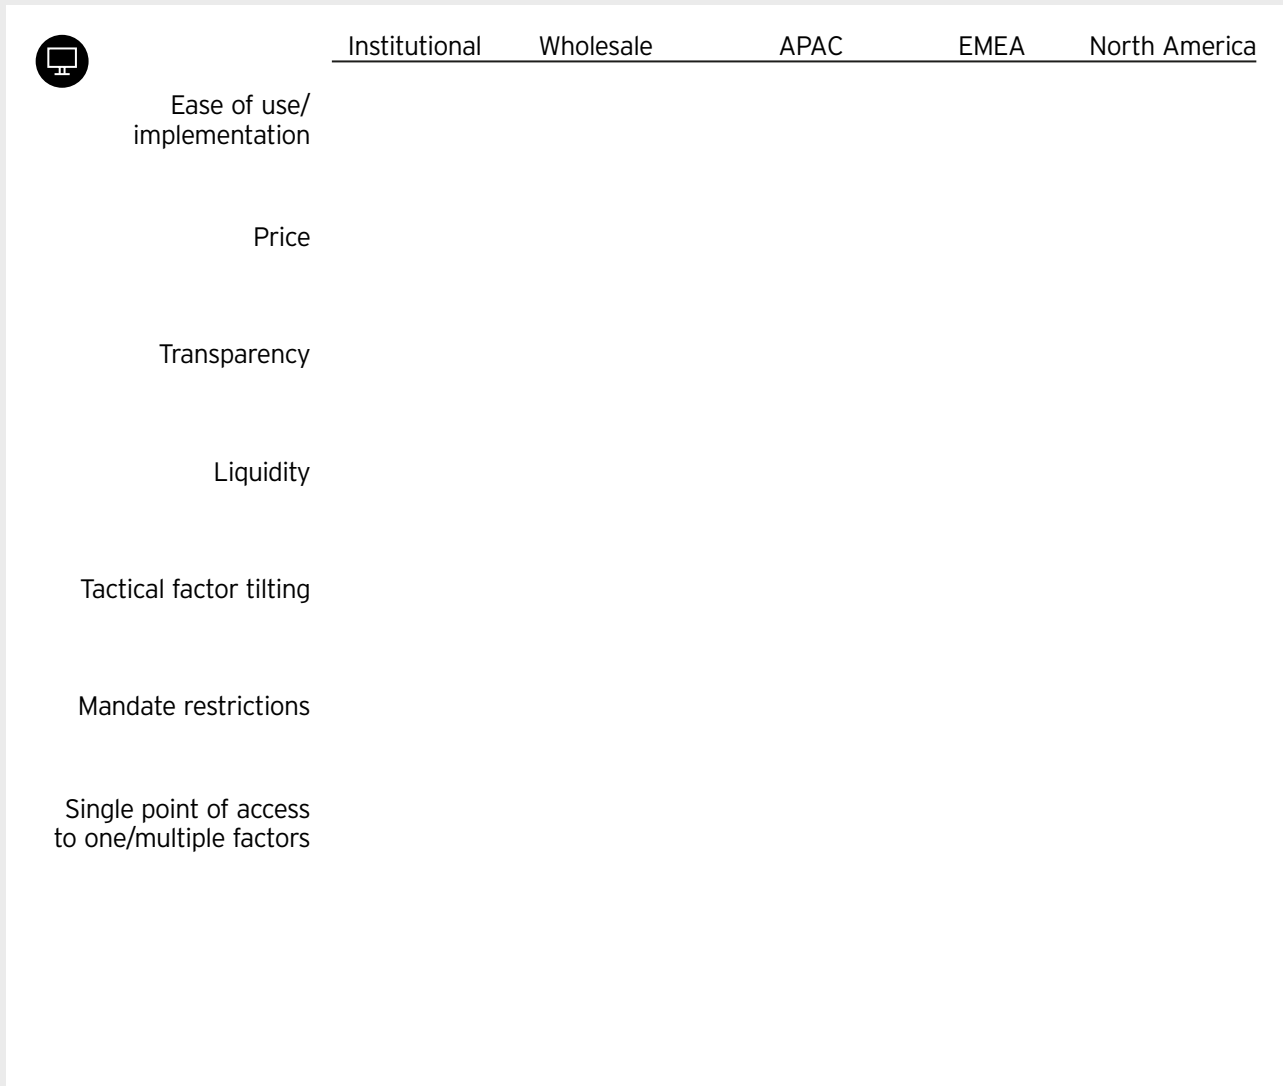 Institutional Wholesale APAC EMEA North America
Ease of use/
implementation
Price
Transparency
Liquidity
Tactical factor tilting
Mandate restrictions
Single point of access
to one/multiple factors